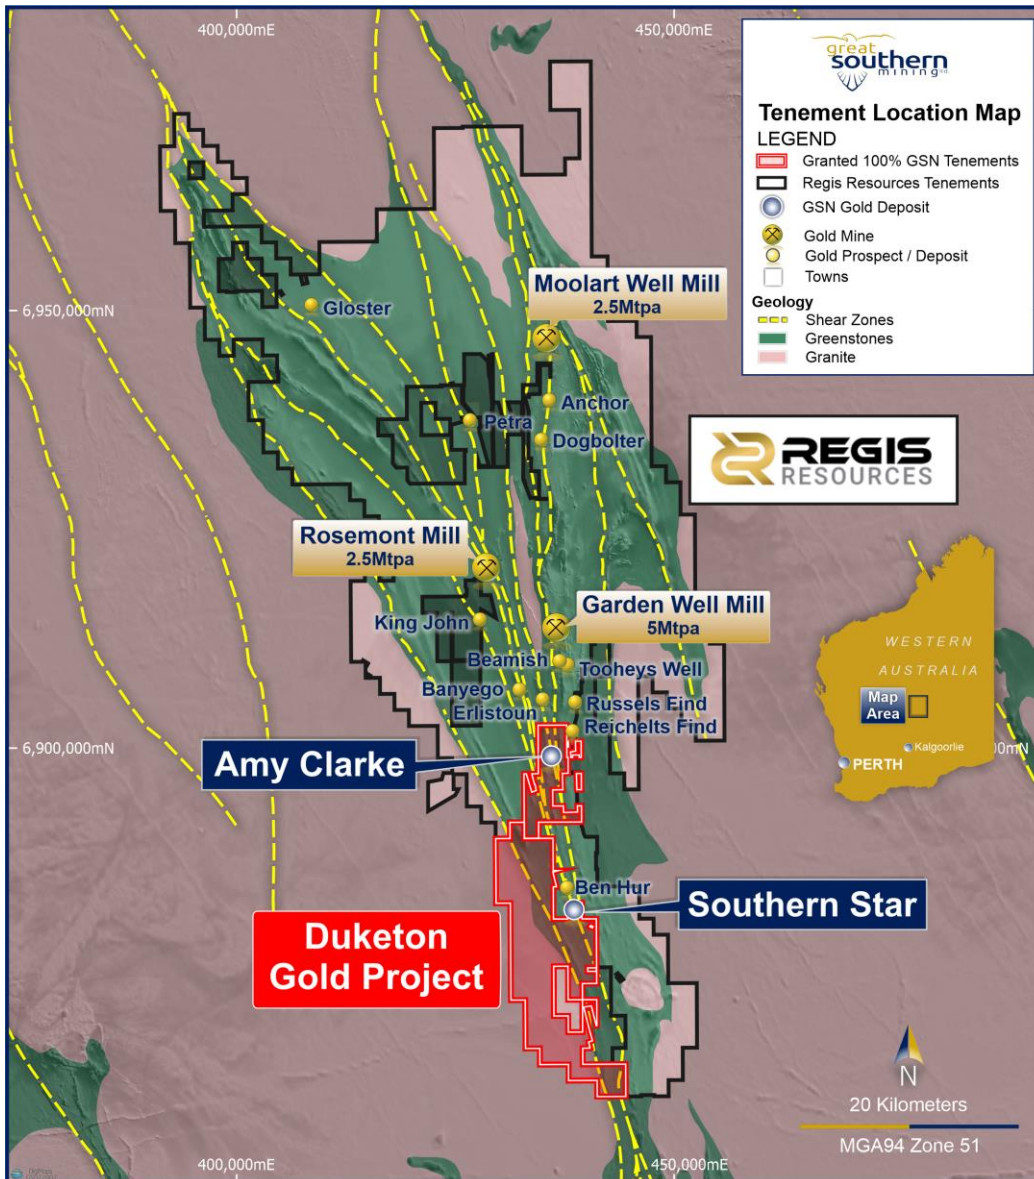 400,000mE
450,000mE
great
southern
mining
Tenement Location Map
LEGEND
Granted 100% GSN Tenements
Regis Resources Tenements
GSN Gold Deposit
Gold Mine
Gold Prospect / Deposit
Towns
Geology
Shear Zones
Greenstones
Granite
6,950,000mN
Gloster
Moolart Well Mill
2.5Mtpa
Anchor
Petra
Dogbolter
REGIS
RESOURCES
Rosemont Mill
2.5Mtpa
King John
Garden Well Mill
5Mtpa
Beamish
Tooheys Well
Banyego
Erlistoun
Russels Find
Reichelts Find
WESTERN
AUSTRALIA
Map
Area
Kalgoorlie
PERTH
6,900,000mN
00mN
Amy Clarke
Ben Hur
Southern Star
Duketon
Gold Project
N
20 Kilometers
MGA94 Zone 51
400,000mE
450,000mE